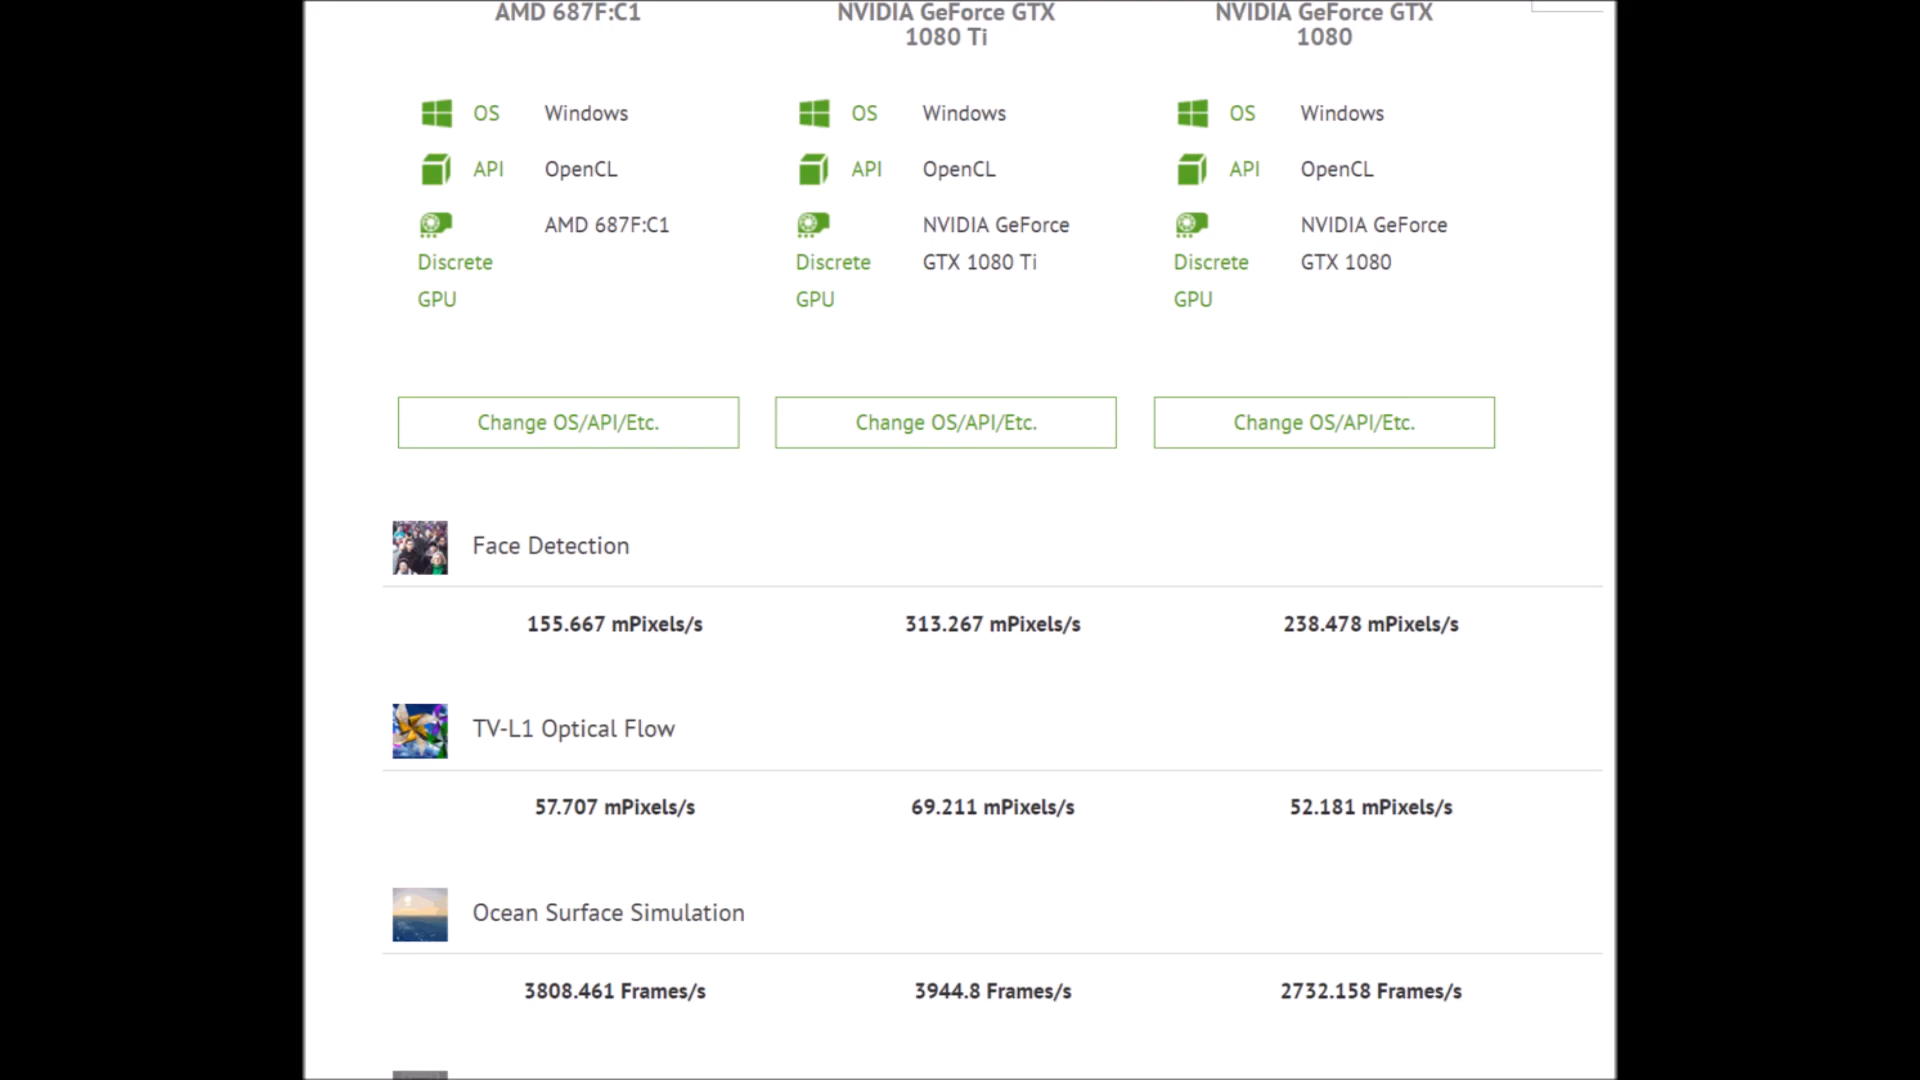 AMD 687F:C1
NVIDIA GeForce GTX
1080 Ti
NVIDIA GeForce GTX
1080
OS Windows
OS Windows
OS Windows
API OpenCL
API OpenCL
API OpenCL
Discrete
GPU
AMD 687F:C1
Discrete
GPU
NVIDIA GeForce
GTX 1080 Ti
Discrete
GPU
NVIDIA GeForce
GTX 1080
Change OS/API/Etc.
Change OS/API/Etc.
Change OS/API/Etc.
Face Detection
155.667 mPixels/s
313.267 mPixels/s
238.478 mPixels/s
TV-L1 Optical Flow
57.707 mPixels/s
69.211 mPixels/s
52.181 mPixels/s
Ocean Surface Simulation
3808.461 Frames/s
3944.8 Frames/s
2732.158 Frames/s